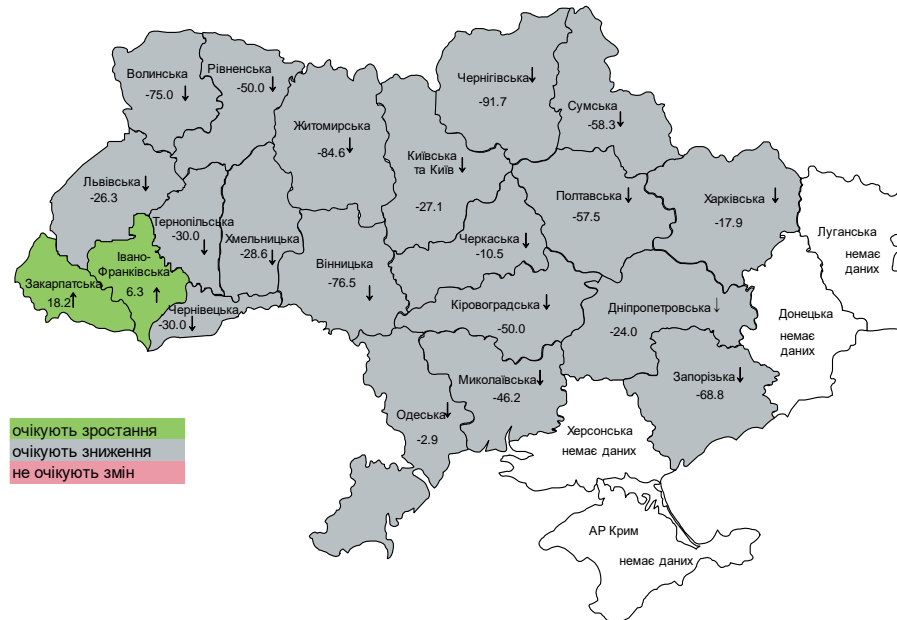 Волинська
-75.0
Рівненська
-50.0
Житомирська
-84.6
Чернігівська
-91.7
Сумська
-58.3
Київська
та Київ
-27.1
Львівська
-26.3
Тернопільська
-30.0
Хмельницька
-28.6
Вінницька
-76.5
Черкаська
-10.5
Полтавська
-57.5
Харківська
-17.9
Луганська
немає
даних
Закарпатська
18.2
Івано-
Франківська
6.3
Чернівецька
-30.0
Кіровоградська
-50.0
Дніпропетровська
-24.0
Донецька
немає
даних
Одеська
-2.9
Миколаївська
-46.2
Запорізька
-68.8
Херсонська
немає даних
АР Крим
немає даних
очікують зростання
очікують зниження
не очікують змін